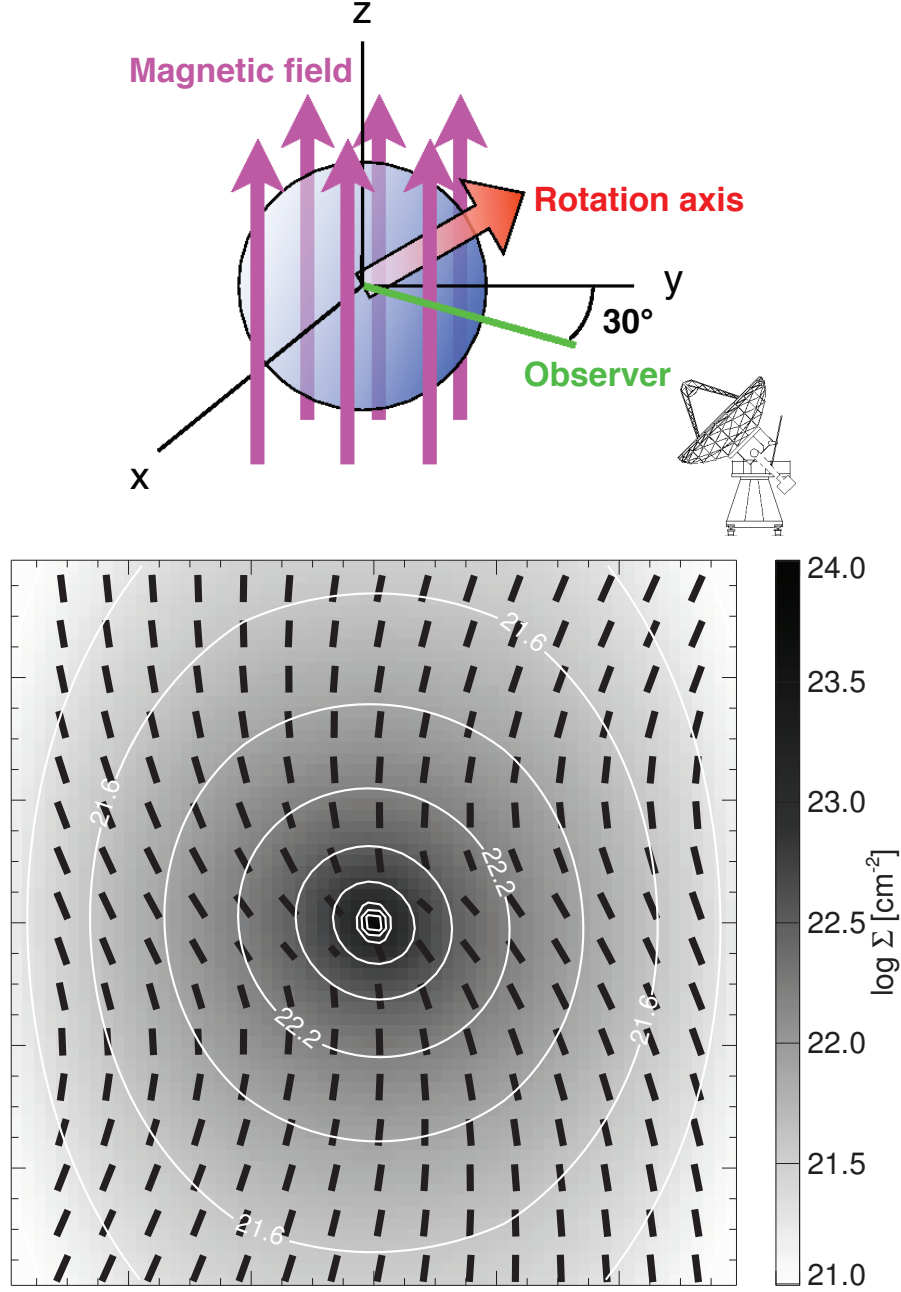 z
Magnetic field
Rotation axis
y
30°
Observer
x
24.0
23.5
23.0
22.5
22.0
21.5
21.0
log Σ [cm⁻²]
21.6
21.6
22.2
22.2
21.6
21.6